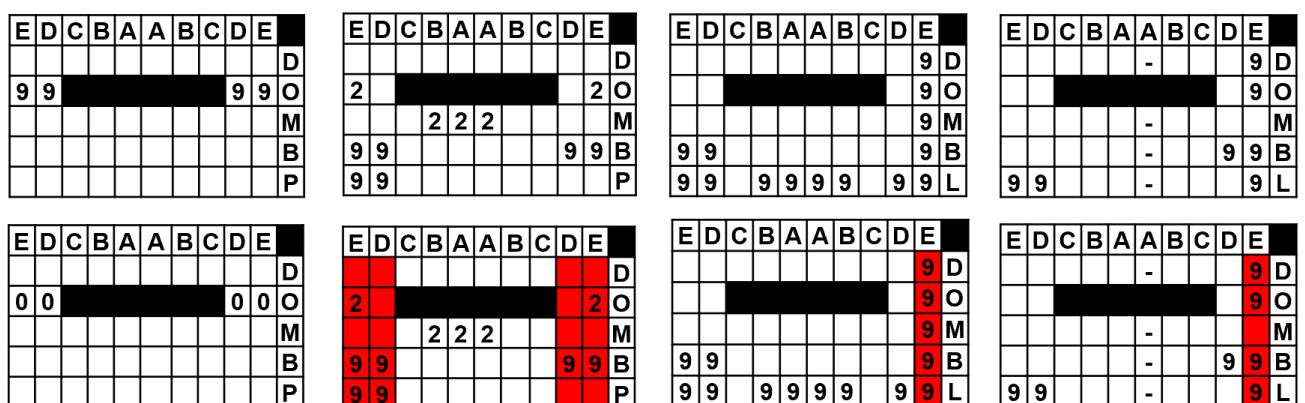 E D C B A A B C D E
D
9 9 9 9 O
M
B
P
E D C B A A B C D E
D
2 2 O
2 2 2 M
9 9 9 9 B
9 9 P
E D C B A A B C D E
9 D
9 O
9 M
9 9 9 B
9 9 9 9 9 9 9 9 L
E D C B A A B C D E
- 9 D
9 O
- M
- 9 9 B
9 9 - 9 L
E D C B A A B C D E
D
0 0 0 0 O
M
B
P
E D C B A A B C D E
D
2 2 O
2 2 2 M
9 9 9 9 B
9 9 P
E D C B A A B C D E
9 D
9 O
9 M
9 9 9 B
9 9 9 9 9 9 9 9 L
E D C B A A B C D E
- 9 D
9 O
- M
- 9 9 B
9 9 - 9 L